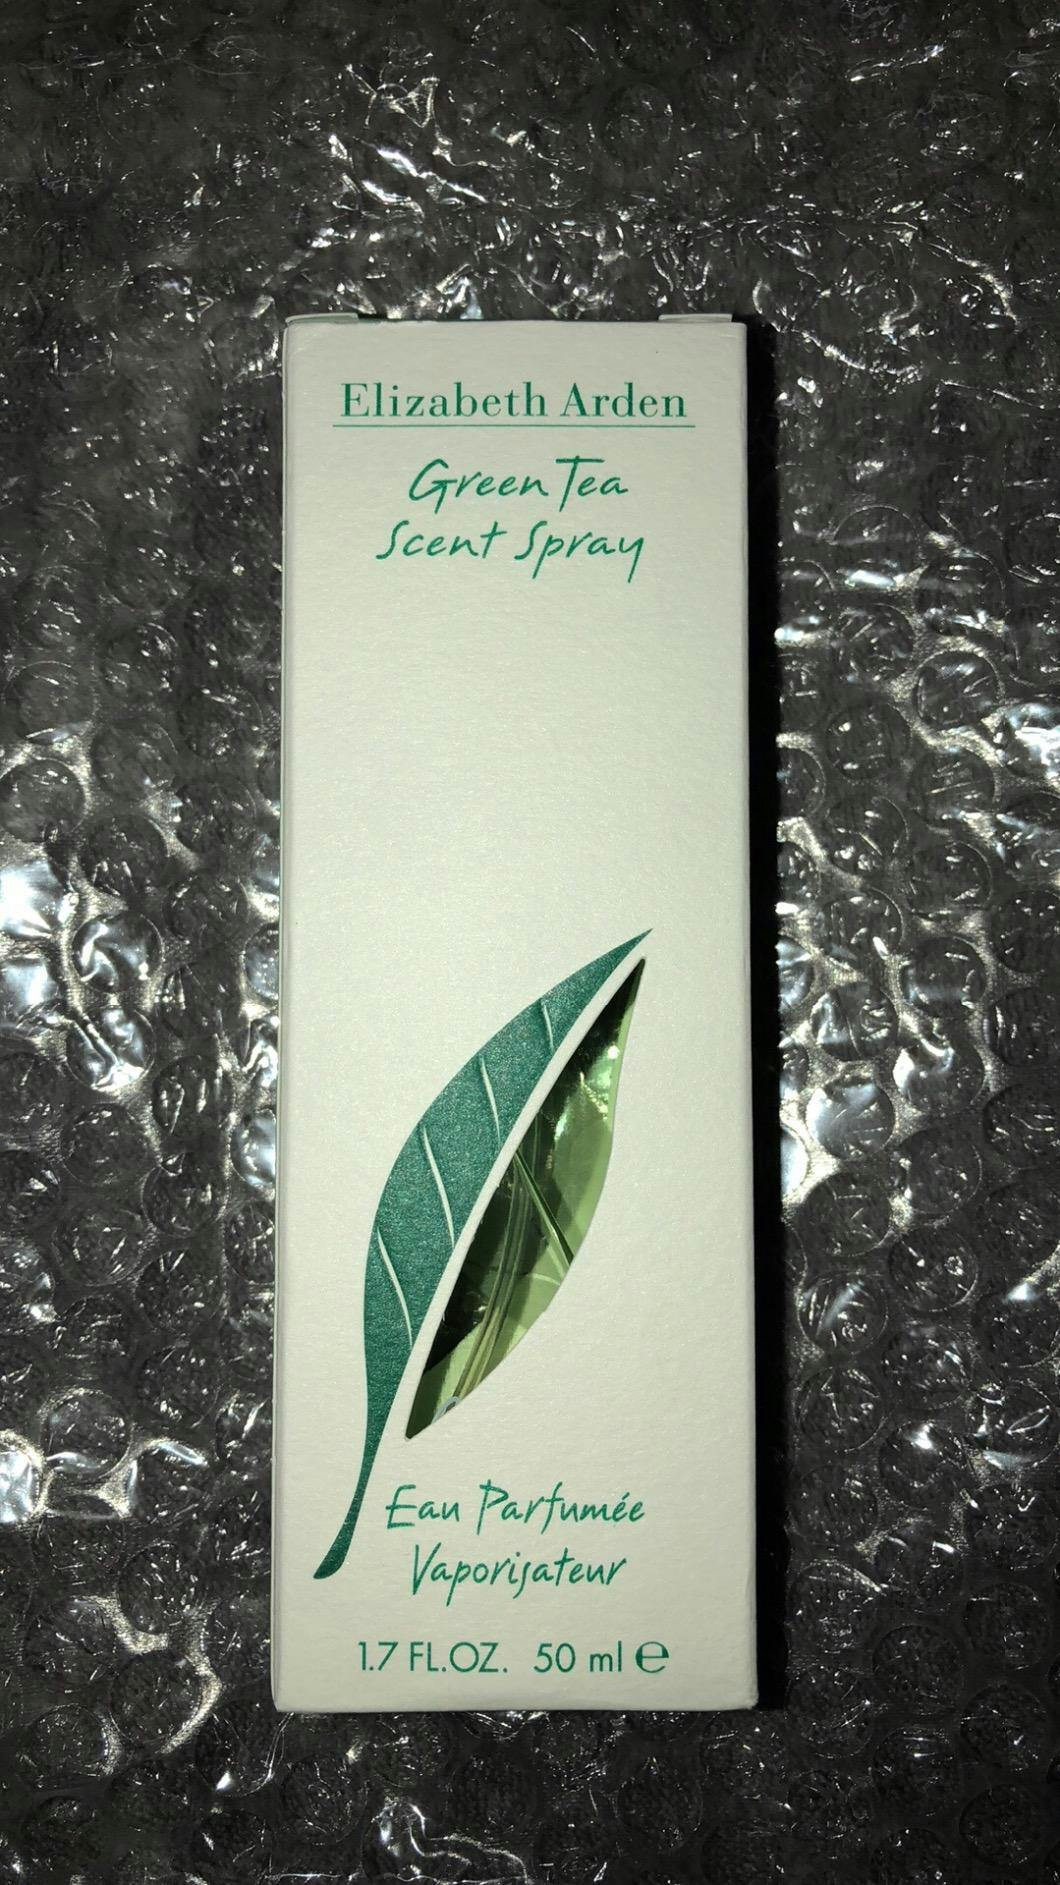 Elizabeth Arden
Green Tea
Scent Spray
Eau Parfumée
Vaporisateur
1.7 FL.OZ. 50 ml ℮